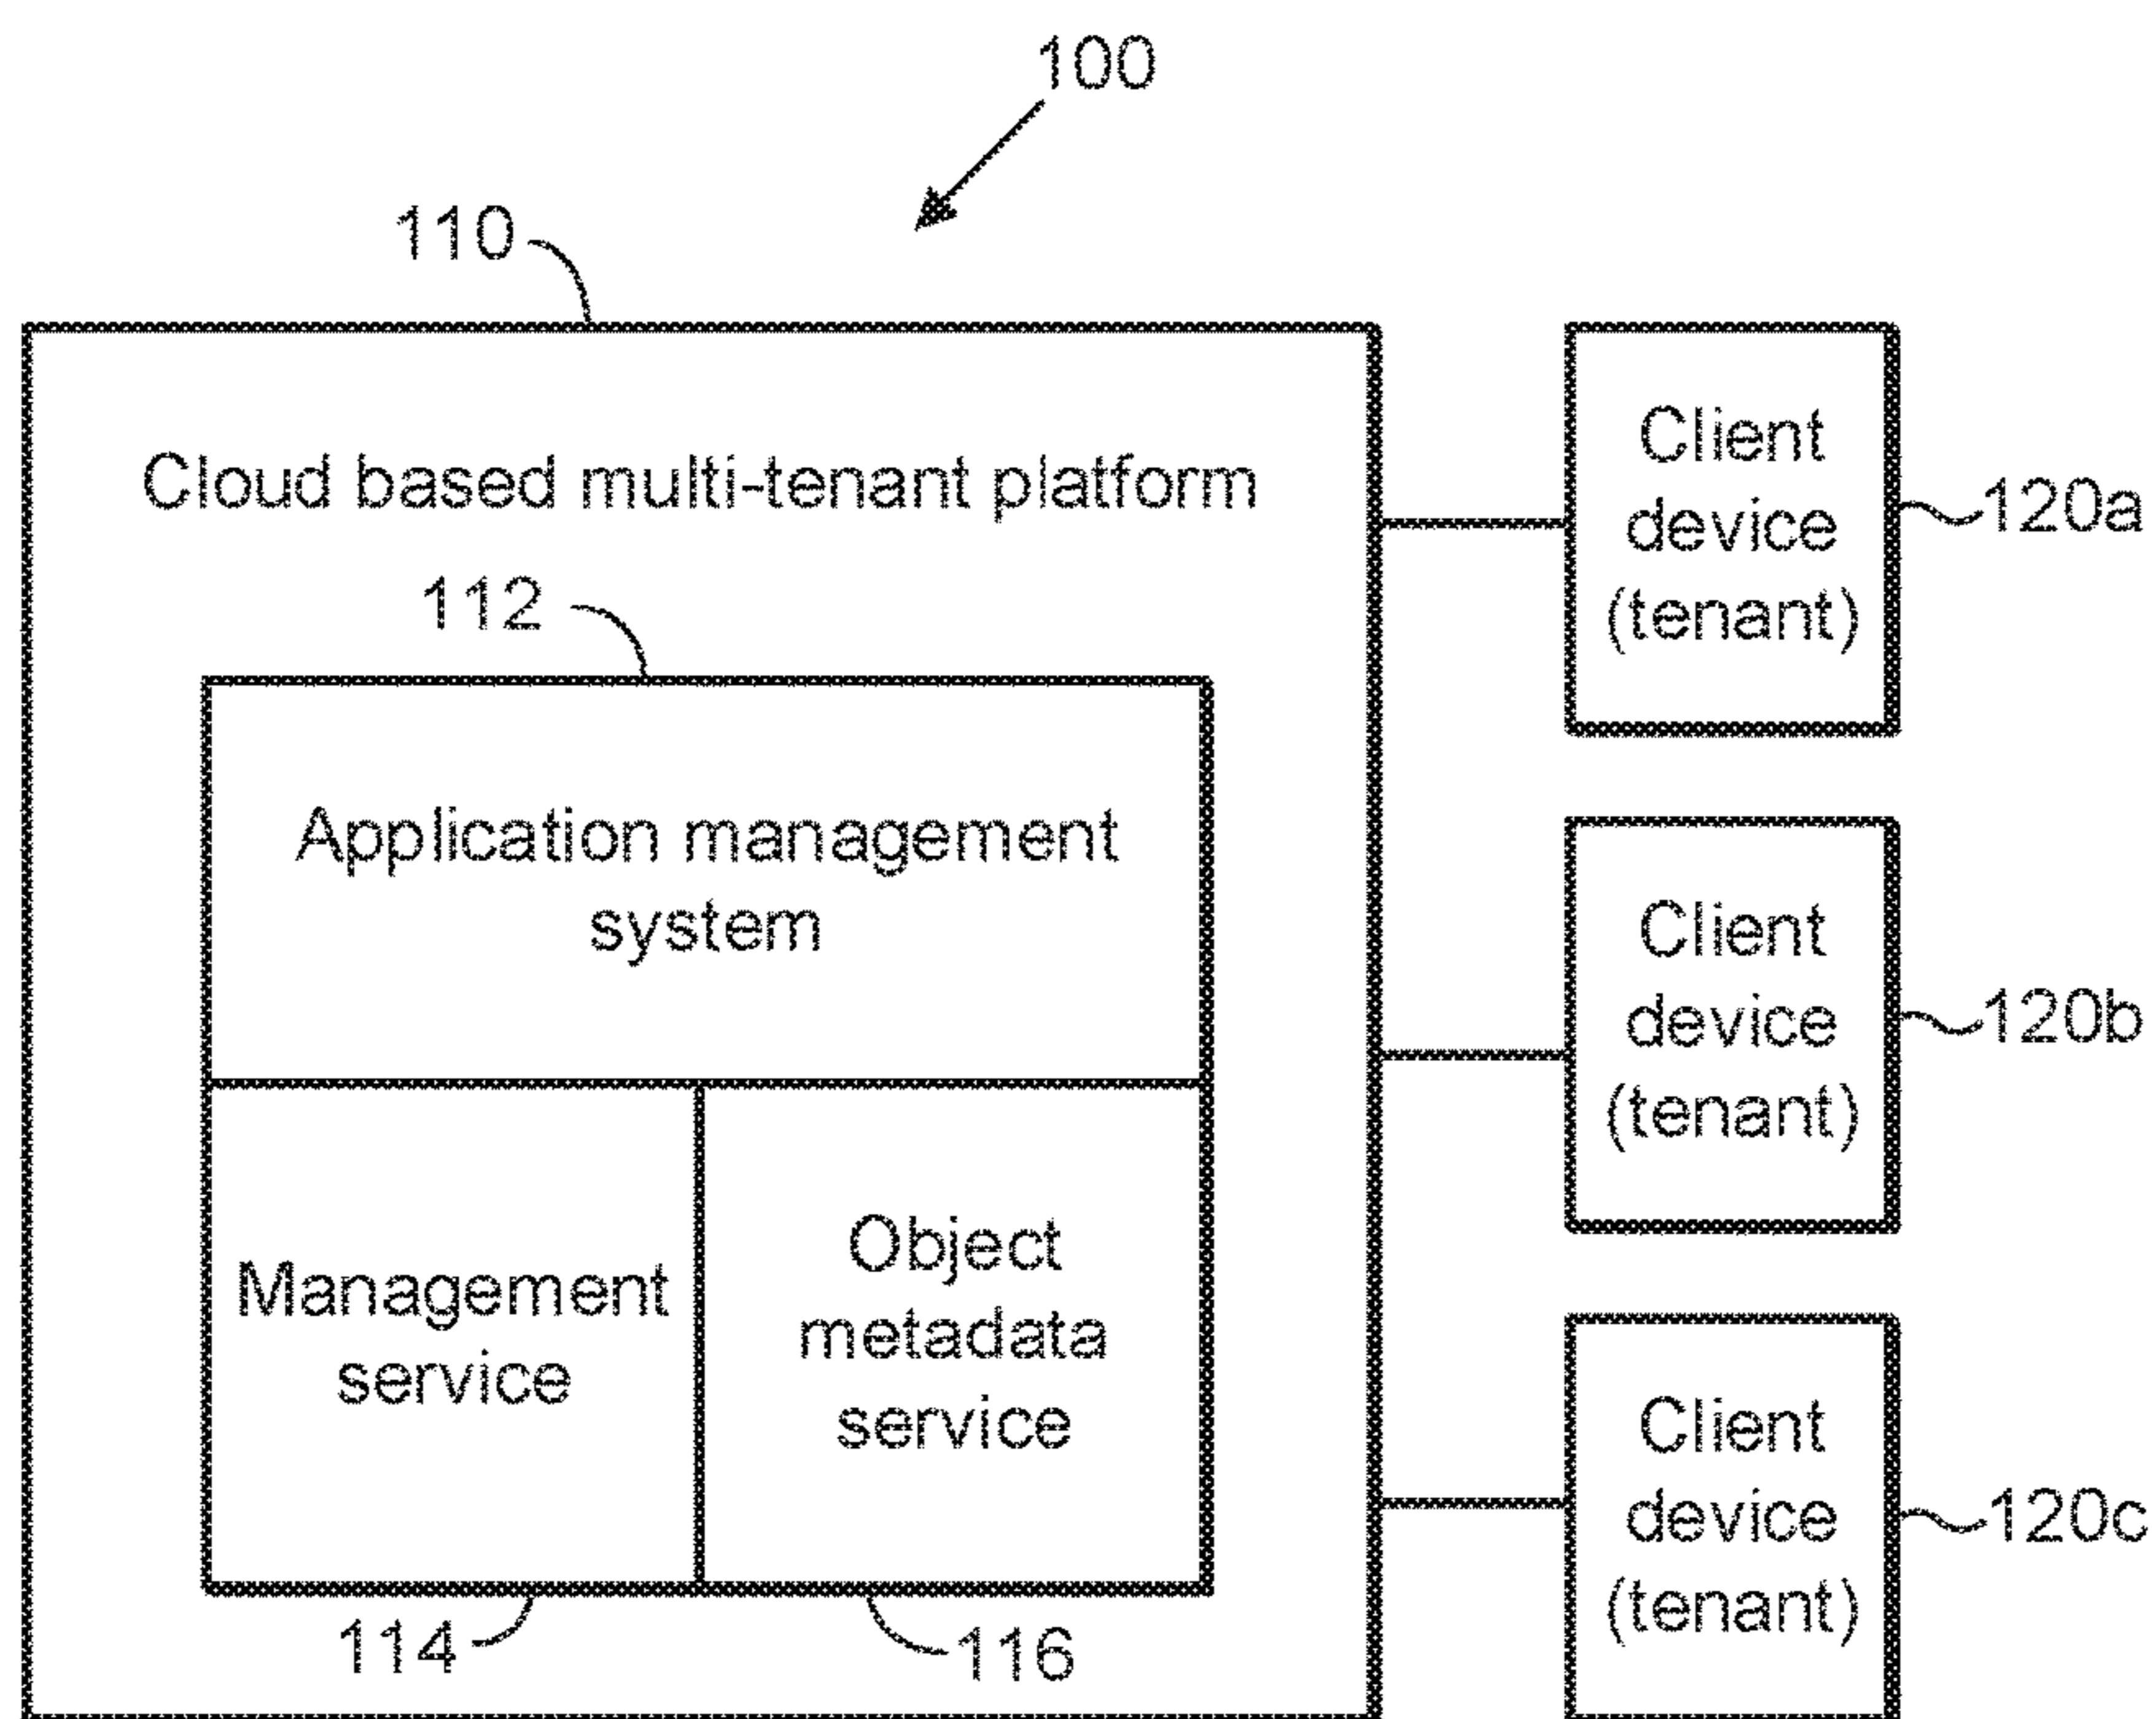 100
110
Cloud based multi-tenant platform
112
Application management
system
Management
service
Object
metadata
service
114
116
Client
device
(tenant)
120a
Client
device
(tenant)
120b
Client
device
(tenant)
120c